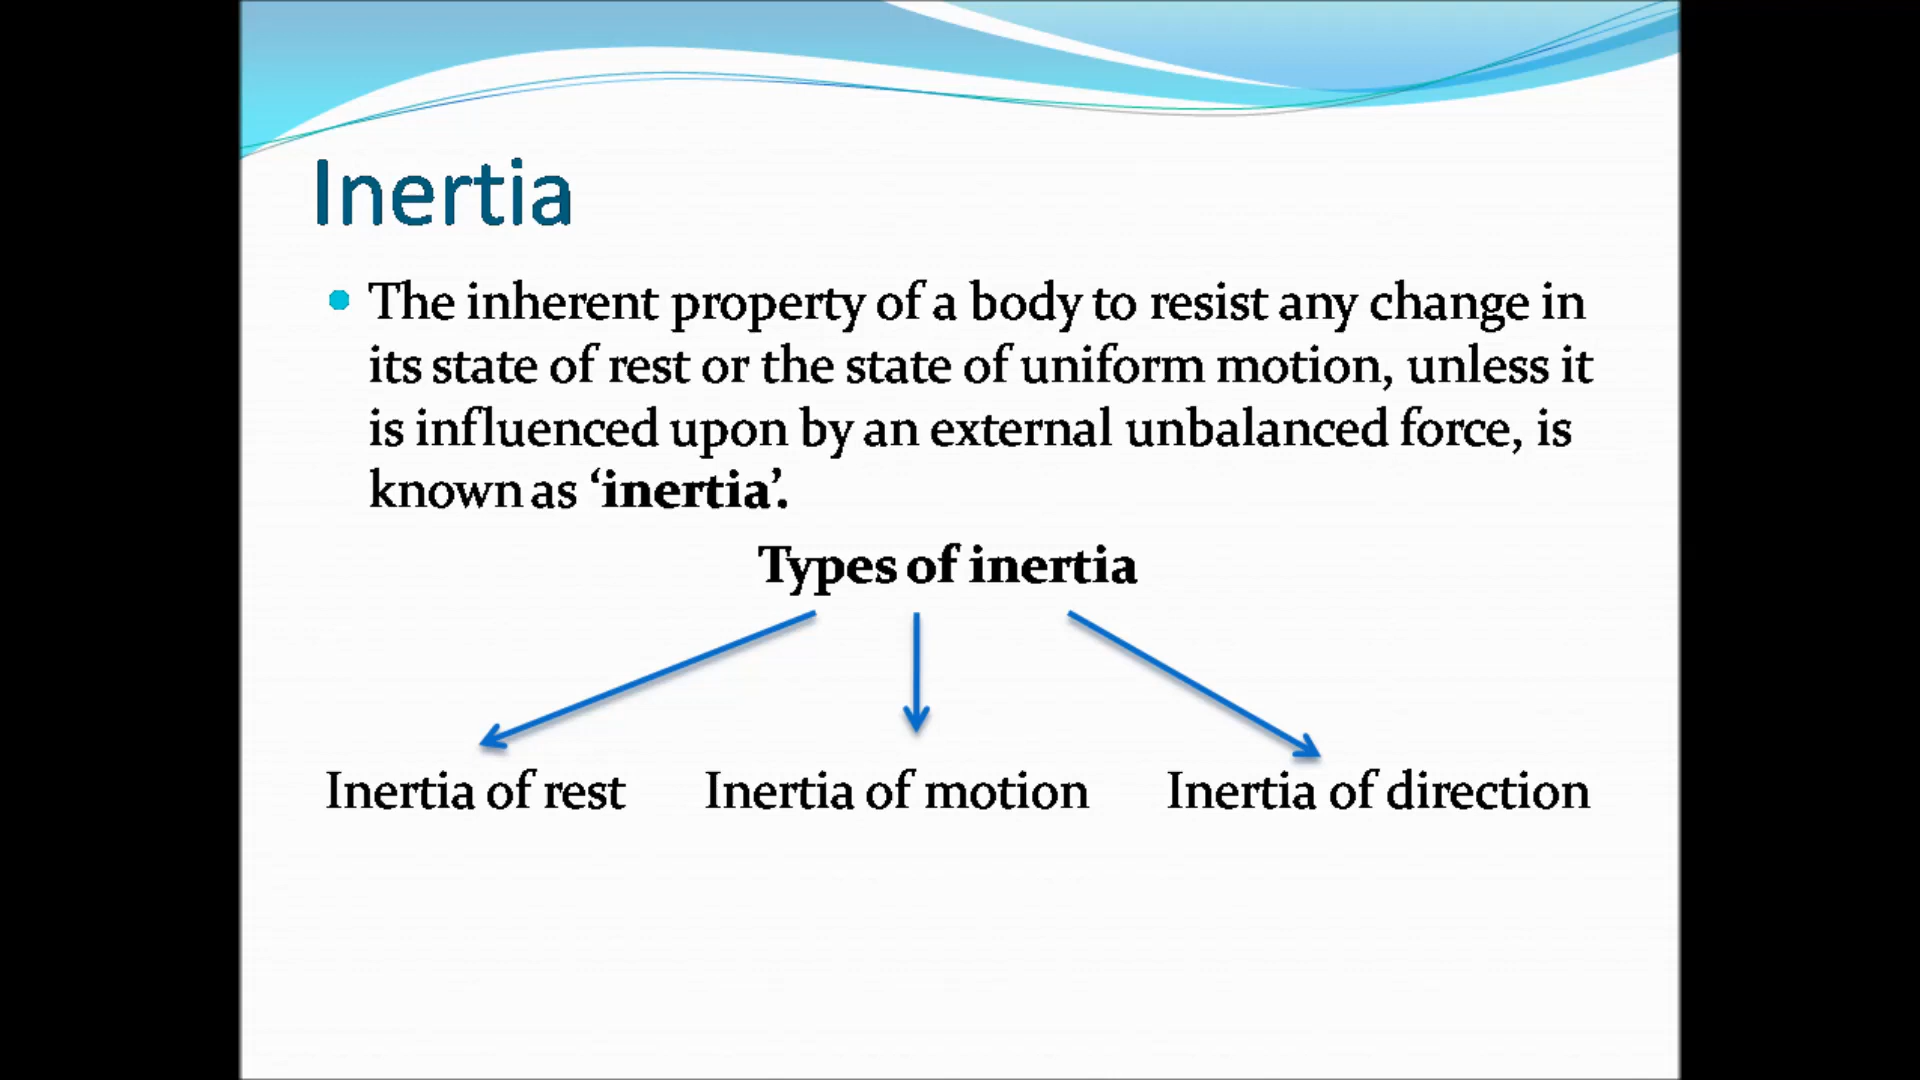 Inertia
The inherent property of a body to resist any change in
its state of rest or the state of uniform motion, unless it
is influenced upon by an external unbalanced force, is
known as ‘inertia’.
Types of inertia
Inertia of rest Inertia of motion Inertia of direction